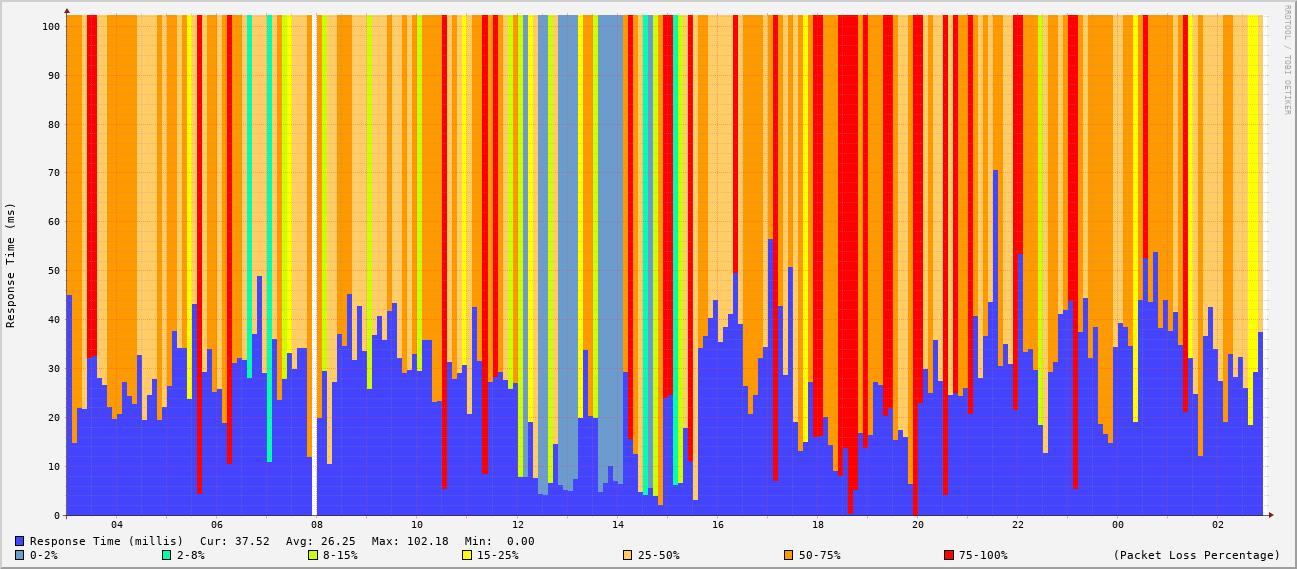 RRDTOOL / TOBI OETIKER
Response Time (ms)
100
90
80
70
60
50
40
30
20
10
0
04 06 08 10 12 14 16 18 20 22 00 02
Response Time (millis) Cur: 37.52 Avg: 26.25 Max: 102.18 Min: 0.00
0-2% 2-8% 8-15% 15-25% 25-50% 50-75% 75-100% (Packet Loss Percentage)